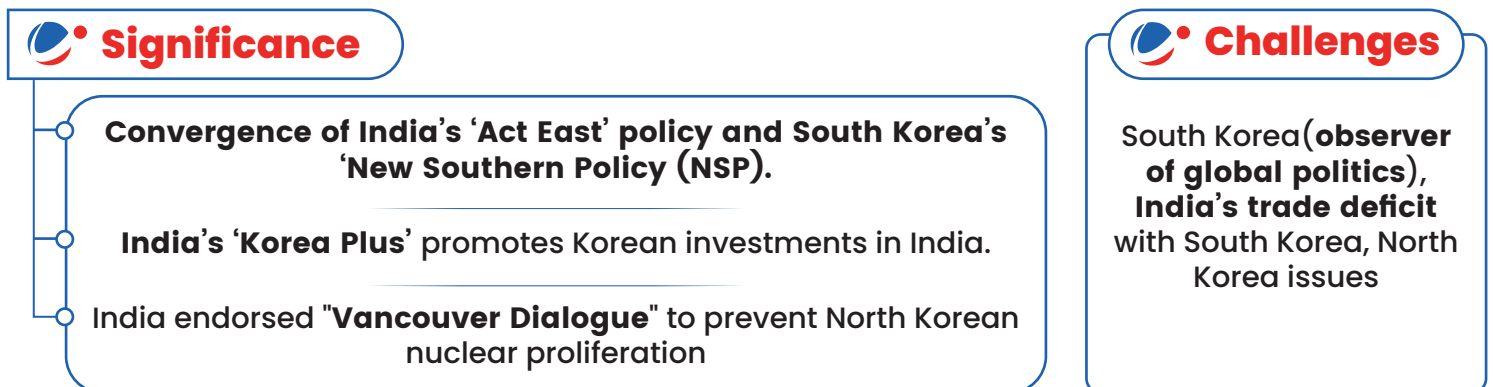 Significance
Convergence of India’s ‘Act East’ policy and South Korea’s
‘New Southern Policy (NSP).
India’s ‘Korea Plus’ promotes Korean investments in India.
India endorsed "Vancouver Dialogue" to prevent North Korean
nuclear proliferation
Challenges
South Korea(observer
of global politics),
India’s trade deficit
with South Korea, North
Korea issues